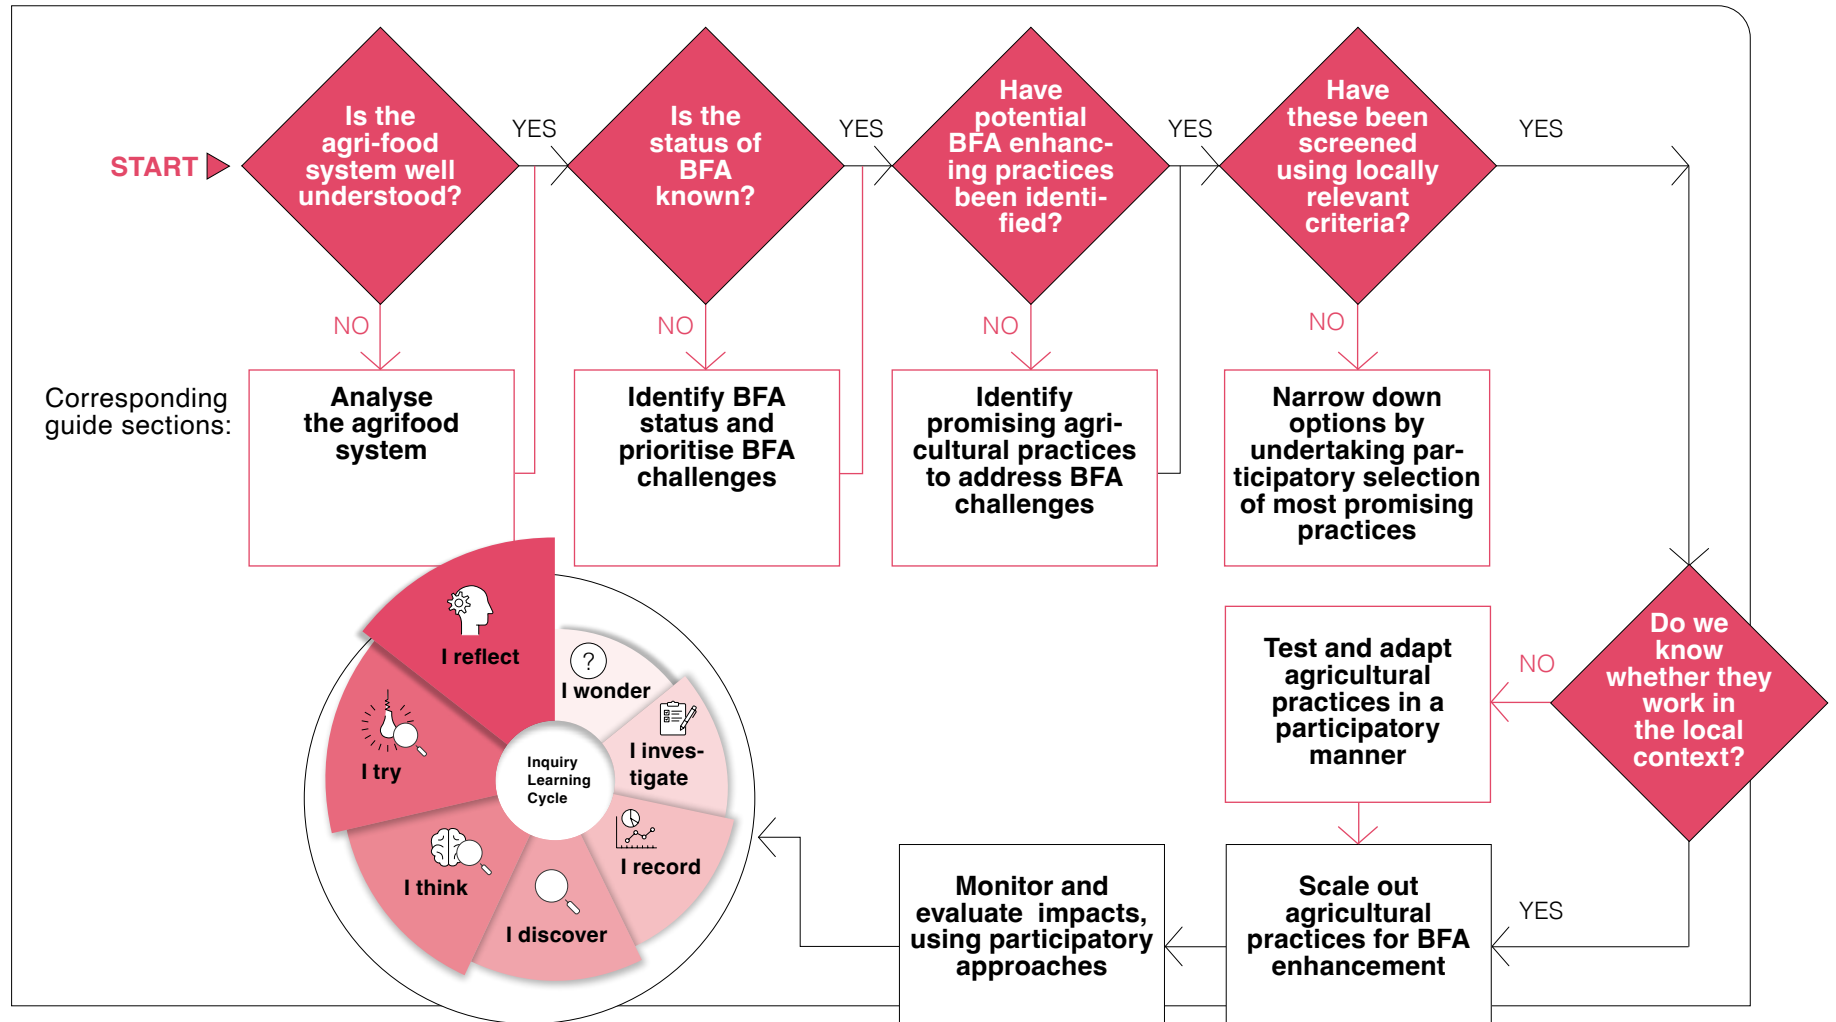 START
Is the
agri-food
system well
understood?
YES
Is the
status of
BFA
known?
YES
Have
potential
BFA enhanc-
ing practices
been identi-
fied?
YES
Have
these been
screened
using locally
relevant
criteria?
YES
NO
NO
NO
NO
Corresponding
guide sections:
Analyse
the agrifood
system
Identify BFA
status and
prioritise BFA
challenges
Identify
promising agri-
cultural practices
to address BFA
challenges
Narrow down
options by
undertaking par-
ticipatory selection
of most promising
practices
Do we
know
whether they
work in
the local
context?
NO
Test and adapt
agricultural
practices in a
participatory
manner
YES
Scale out
agricultural
practices for BFA
enhancement
Monitor and
evaluate impacts,
using participatory
approaches
Inquiry
Learning
Cycle
?
I wonder
I inves-
tigate
I record
I discover
I think
I try
I reflect